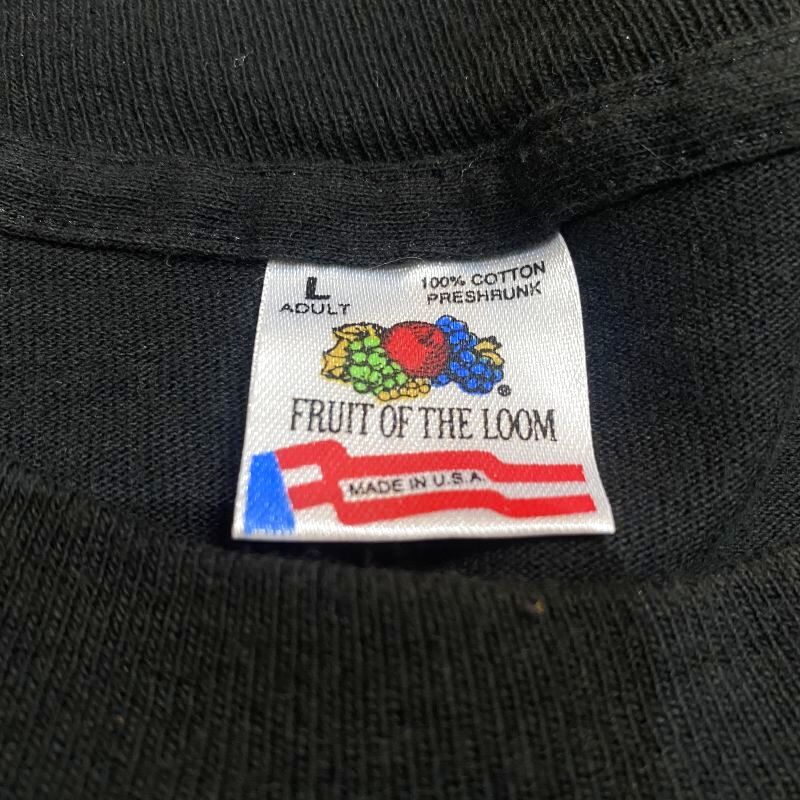 L
ADULT
100% COTTON
PRESHRUNK
®
FRUIT OF THE LOOM
MADE IN U.S.A.